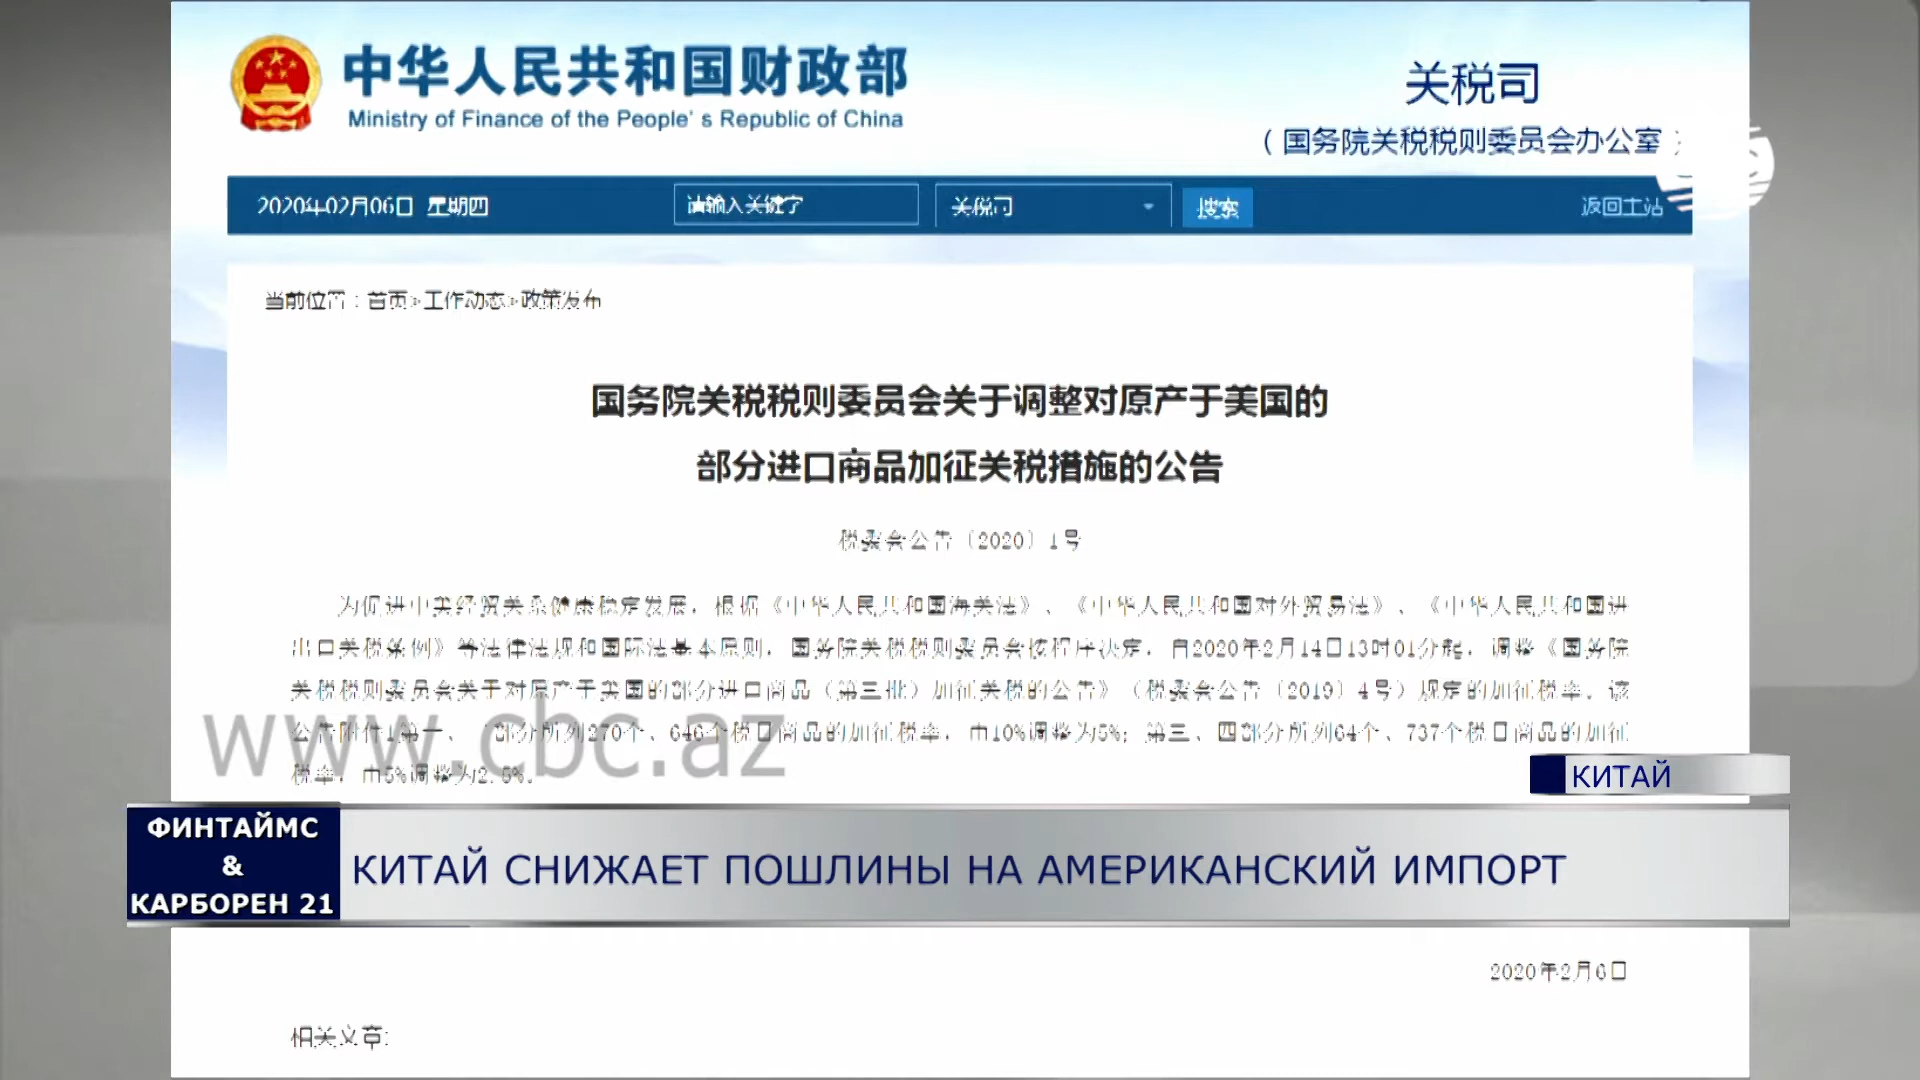 中华人民共和国财政部
Ministry of Finance of the People' s Republic of China
关税司
（国务院关税税则委员会办公室
2020年02月06日 星期四
请输入关键字
关税司
搜索
返回主站
当前位置：首页>工作动态>政策发布
国务院关税税则委员会关于调整对原产于美国的
部分进口商品加征关税措施的公告
税委会公告〔2020〕1号
为促进中美经贸关系健康稳定发展，根据《中华人民共和国海关法》、《中华人民共和国对外贸易法》、《中华人民共和国进
出口关税条例》等法律法规和国际法基本原则，国务院关税税则委员会按程序决定，自2020年2月14日13时01分起，调整《国务院
关税税则委员会关于对原产于美国的部分进口商品（第三批）加征关税的公告》（税委会公告〔2019〕4号）规定的加征税率。该
公告附件1第一、二部分所列270个、646个税目商品的加征税率，由10%调整为5%；第三、四部分所列64个、737个税目商品的加征
税率，由5%调整为2.5%。
www.cbc.az
КИТАЙ
ФИНТАЙМС
&
КАРБОРЕН 21
КИТАЙ СНИЖАЕТ ПОШЛИНЫ НА АМЕРИКАНСКИЙ ИМПОРТ
2020年2月6日
相关文章: